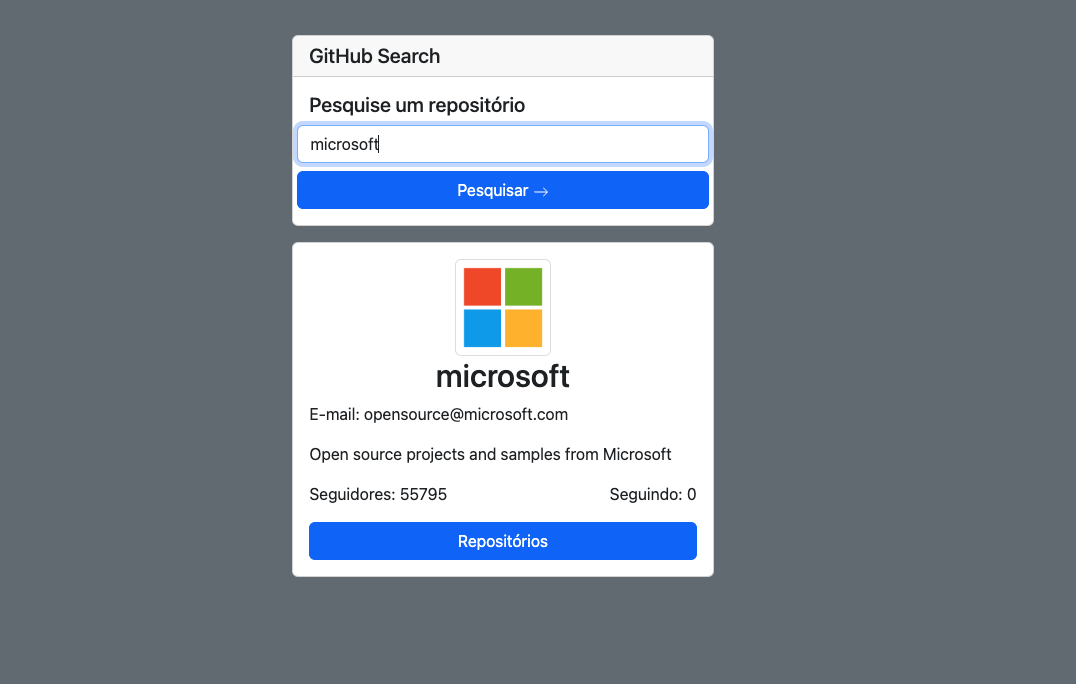 GitHub Search
Pesquise um repositório
microsoft
Pesquisar →
microsoft
E-mail: opensource@microsoft.com
Open source projects and samples from Microsoft
Seguidores: 55795 Seguindo: 0
Repositórios